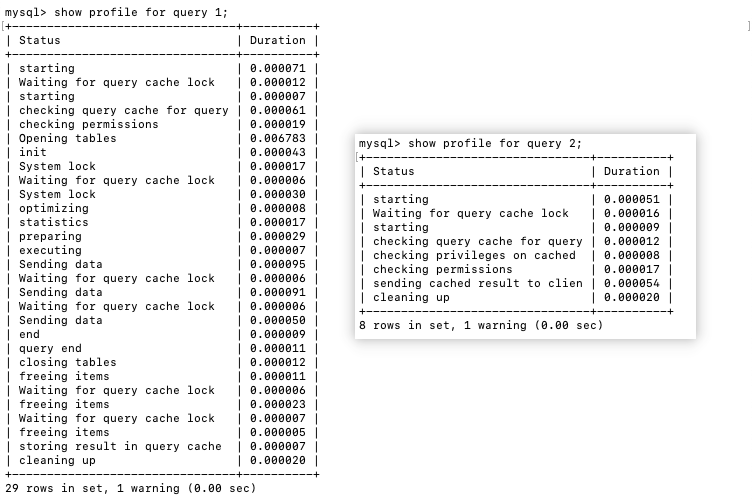 mysql> show profile for query 1;
+--------------------------------+----------+
| Status                         | Duration |
+--------------------------------+----------+
| starting                       | 0.000071 |
| Waiting for query cache lock   | 0.000012 |
| starting                       | 0.000007 |
| checking query cache for query | 0.000061 |
| checking permissions           | 0.000019 |
| Opening tables                 | 0.006783 |
| init                           | 0.000043 |
| System lock                    | 0.000017 |
| Waiting for query cache lock   | 0.000006 |
| System lock                    | 0.000030 |
| optimizing                     | 0.000008 |
| statistics                     | 0.000017 |
| preparing                      | 0.000029 |
| executing                      | 0.000007 |
| Sending data                   | 0.000095 |
| Waiting for query cache lock   | 0.000006 |
| Sending data                   | 0.000091 |
| Waiting for query cache lock   | 0.000006 |
| Sending data                   | 0.000050 |
| end                            | 0.000009 |
| query end                      | 0.000011 |
| closing tables                 | 0.000012 |
| freeing items                  | 0.000011 |
| Waiting for query cache lock   | 0.000006 |
| freeing items                  | 0.000023 |
| Waiting for query cache lock   | 0.000007 |
| freeing items                  | 0.000005 |
| storing result in query cache  | 0.000007 |
| cleaning up                    | 0.000020 |
+--------------------------------+----------+
29 rows in set, 1 warning (0.00 sec)
mysql> show profile for query 2;
+--------------------------------+----------+
| Status                         | Duration |
+--------------------------------+----------+
| starting                       | 0.000051 |
| Waiting for query cache lock   | 0.000016 |
| starting                       | 0.000009 |
| checking query cache for query | 0.000012 |
| checking privileges on cached  | 0.000008 |
| checking permissions           | 0.000017 |
| sending cached result to clien | 0.000054 |
| cleaning up                    | 0.000020 |
+--------------------------------+----------+
8 rows in set, 1 warning (0.00 sec)